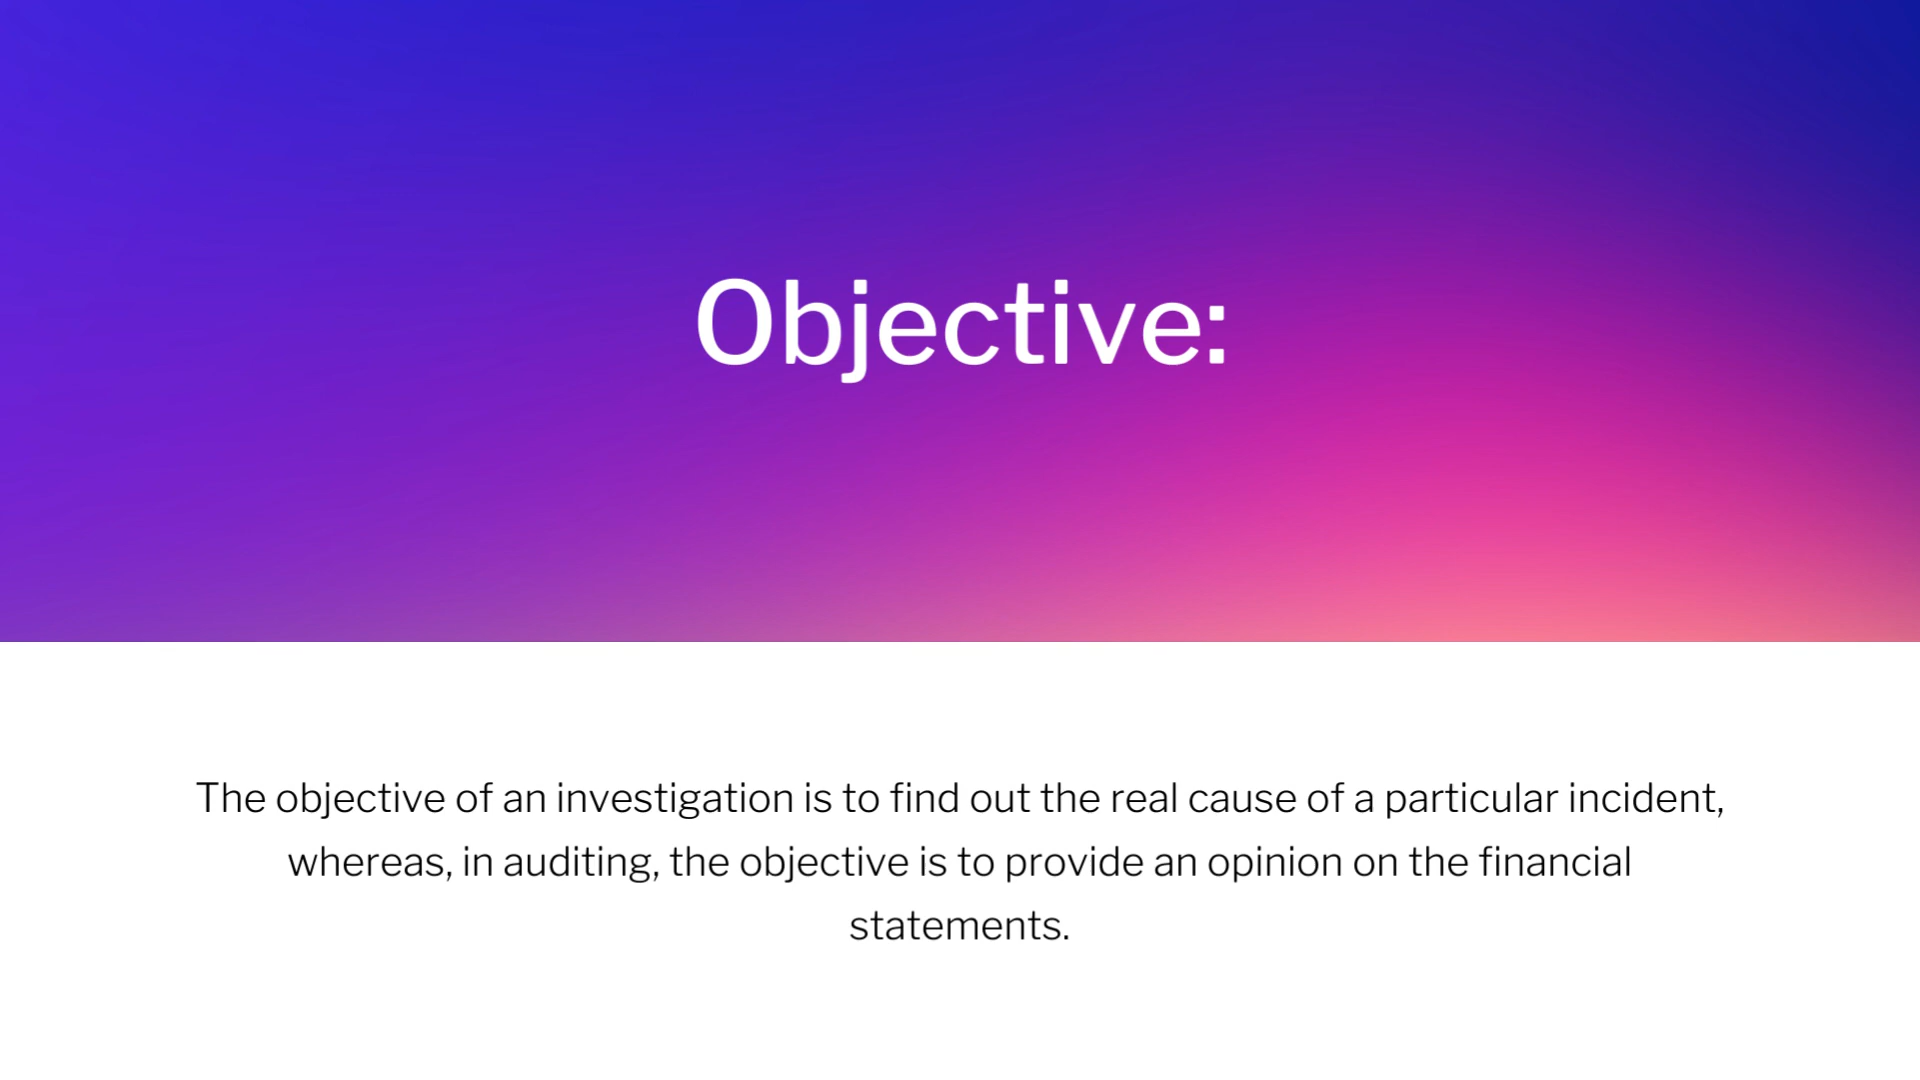 Objective:
The objective of an investigation is to find out the real cause of a particular incident,
whereas, in auditing, the objective is to provide an opinion on the financial
statements.